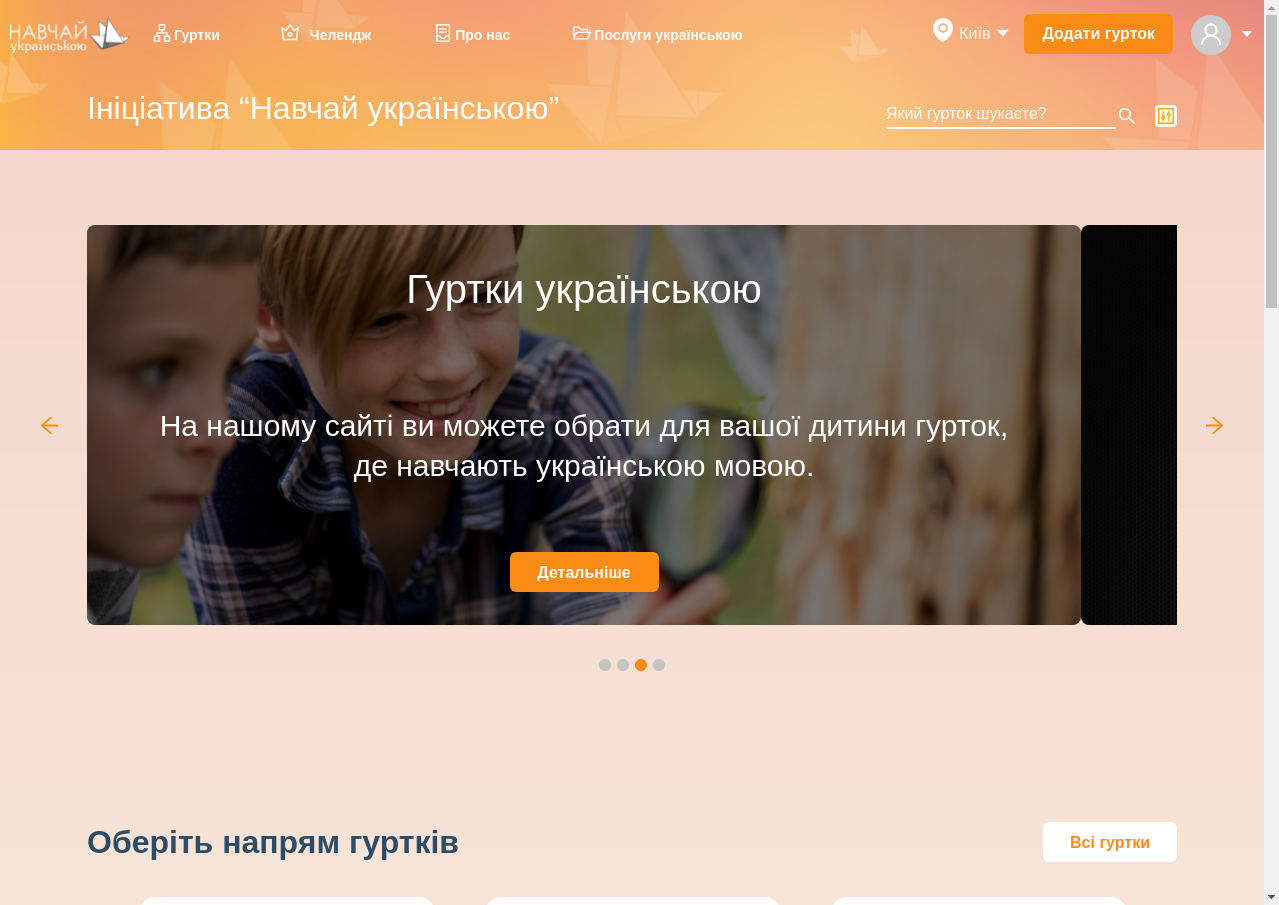 НАВЧАЙ
українською
Гуртки
Челендж
Про нас
Послуги українською
Київ
Додати гурток
Ініціатива “Навчай українською”
Який гурток шукаєте?
Гуртки українською
На нашому сайті ви можете обрати для вашої дитини гурток,
де навчають українською мовою.
Детальніше
Оберіть напрям гуртків
Всі гуртки